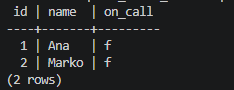 id | name | on_call
----+-------+---------
1 | Ana | f
2 | Marko | f
(2 rows)